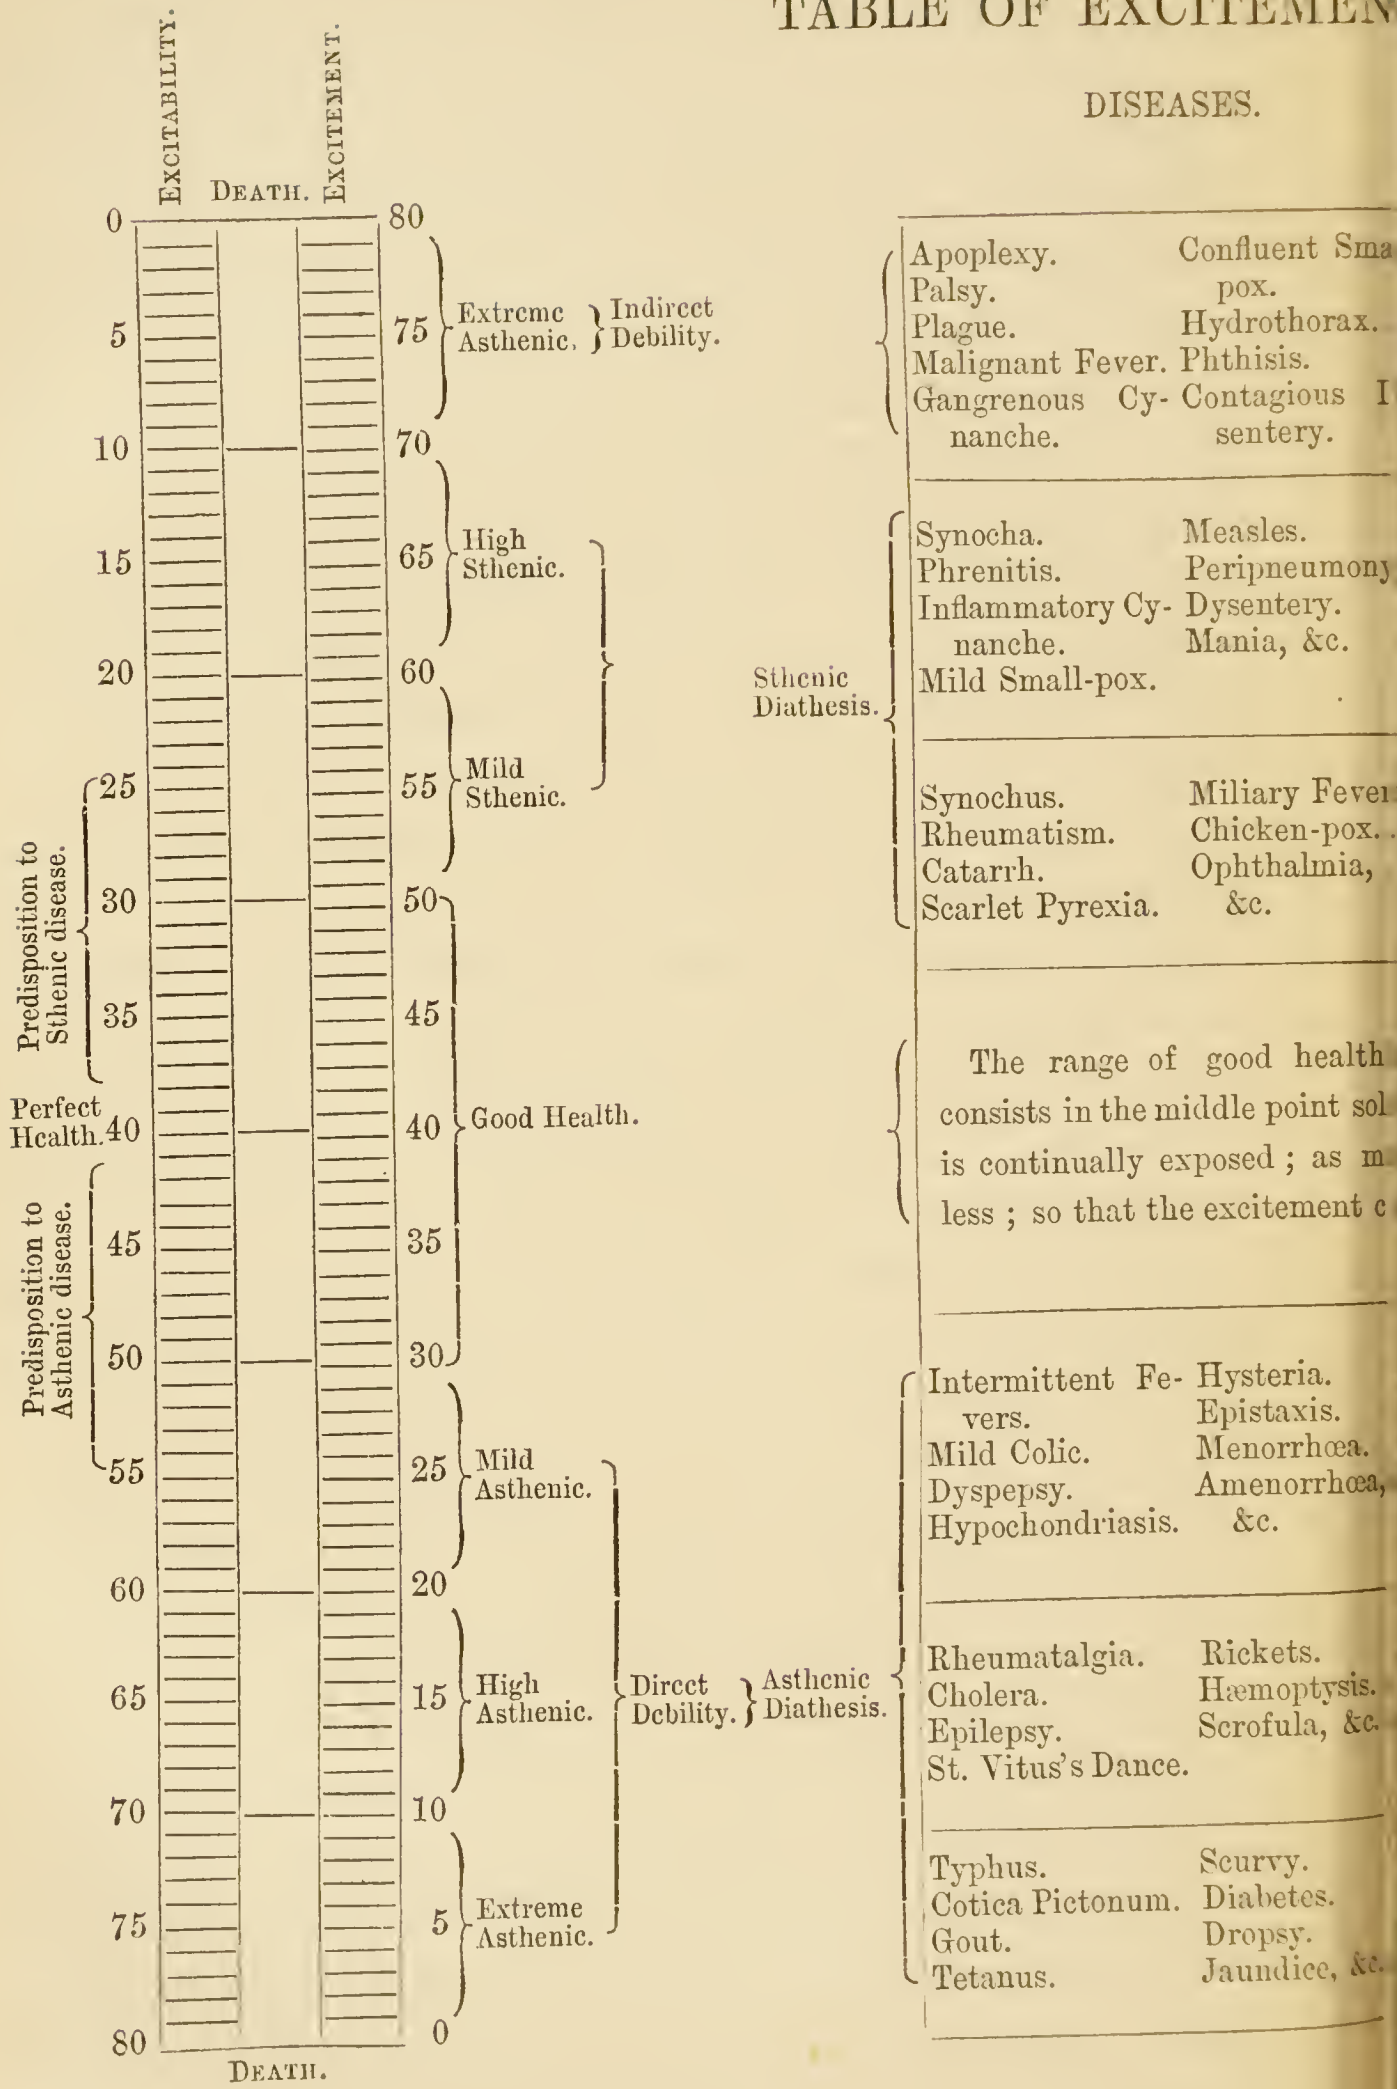 TABLE OF EXCITEMEN
DISEASES.
EXCITABILITY.
DEATH.
EXCITEMENT.
0
5
10
15
20
25
30
35
40
45
50
55
60
65
70
75
80
Predisposition to
Sthenic disease.
Perfect
Health.
Predisposition to
Asthenic disease.
80
75
70
65
60
55
50
45
40
35
30
25
20
15
10
5
0
DEATH.
Extreme
Asthenic.
Indirect
Debility.
High
Sthenic.
Mild
Sthenic.
Good Health.
Mild
Asthenic.
High
Asthenic.
Extreme
Asthenic.
Direct
Debility.
Sthenic
Diathesis.
Asthenic
Diathesis.
Apoplexy. Confluent Sma
Palsy. pox.
Plague. Hydrothorax.
Malignant Fever. Phthisis.
Gangrenous Cy- Contagious
nanche. sentery.
Synocha. Measles.
Phrenitis. Peripneumony
Inflammatory Cy- Dysentery.
nanche. Mania, &c.
Mild Small-pox.
Synochus. Miliary Fever
Rheumatism. Chicken-pox.
Catarrh. Ophthalmia,
Scarlet Pyrexia. &c.
The range of good health
consists in the middle point sol
is continually exposed ; as m
less ; so that the excitement c
Intermittent Fe- Hysteria.
vers. Epistaxis.
Mild Colic. Menorrhœa.
Dyspepsy. Amenorrhœa,
Hypochondriasis. &c.
Rheumatalgia. Rickets.
Cholera. Hæmoptysis.
Epilepsy. Scrofula, &c.
St. Vitus's Dance.
Typhus. Scurvy.
Cotica Pictonum. Diabetes.
Gout. Dropsy.
Tetanus. Jaundice, &c.